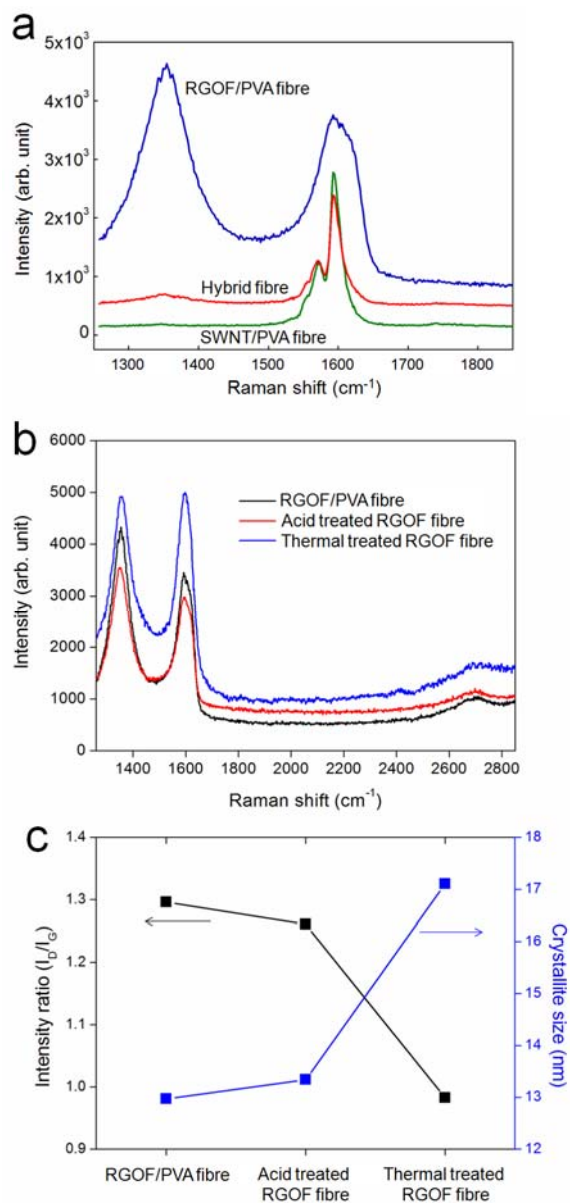 a
5x10³
4x10³
3x10³
2x10³
1x10³
0
Intensity (arb. unit)
RGOF/PVA fibre
Hybrid fibre
SWNT/PVA fibre
1300 1400 1500 1600 1700 1800
Raman shift (cm⁻¹)
b
6000
5000
4000
3000
2000
1000
0
Intensity (arb. unit)
RGOF/PVA fibre
Acid treated RGOF fibre
Thermal treated RGOF fibre
1400 1600 1800 2000 2200 2400 2600 2800
Raman shift (cm⁻¹)
c
1.4
1.3
1.2
1.1
1.0
0.9
Intensity ratio (I_D/I_G)
18
17
16
15
14
13
12
Crystallite size (nm)
RGOF/PVA fibre
Acid treated
RGOF fibre
Thermal treated
RGOF fibre